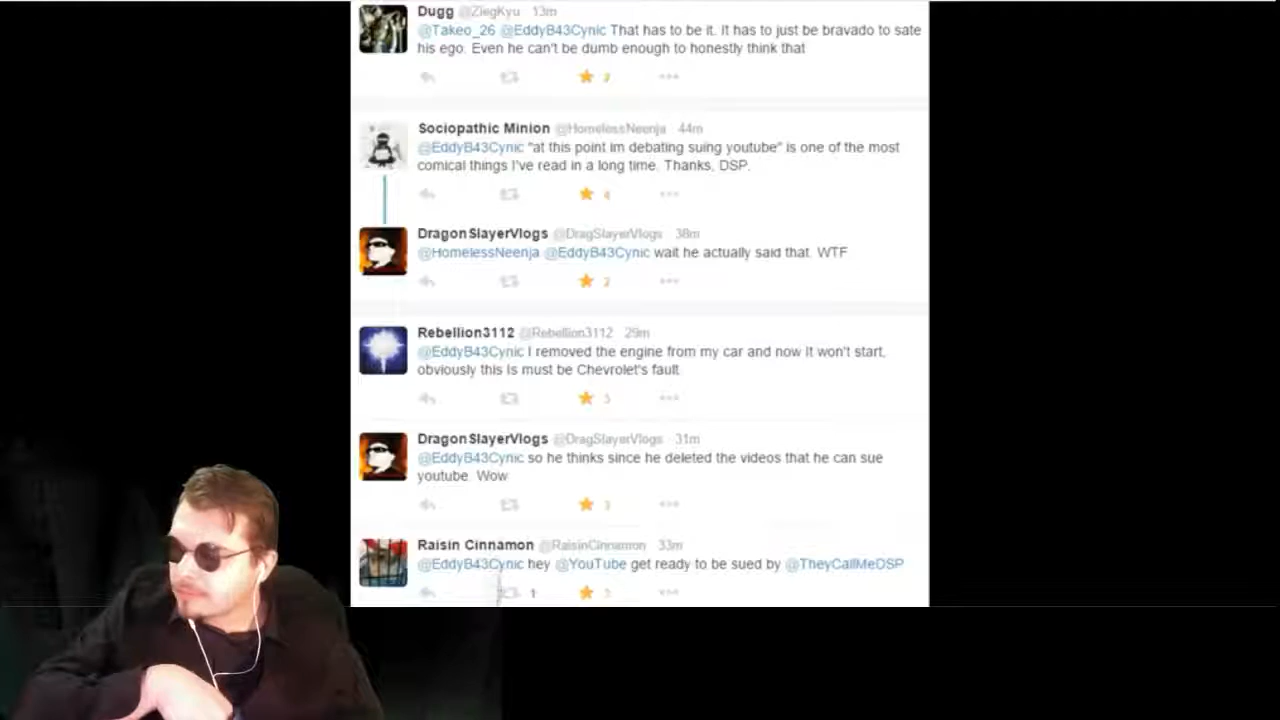 Dugg @ZiegKyu 13m
@Takeo_26 @EddyB43Cynic That has to be it. It has to just be bravado to sate
his ego. Even he can't be dumb enough to honestly think that
Sociopathic Minion @HomelessNeenja 44m
@EddyB43Cynic "at this point im debating suing youtube" is one of the most
comical things I've read in a long time. Thanks, DSP.
4
DragonSlayerVlogs @DragSlayerVlogs 38m
@HomelessNeenja @EddyB43Cynic wait he actually said that. WTF
2
Rebellion3112 @Rebellion3112 29m
@EddyB43Cynic I removed the engine from my car and now it won't start,
obviously this is must be Chevrolet's fault
3
DragonSlayerVlogs @DragSlayerVlogs 31m
@EddyB43Cynic so he thinks since he deleted the videos that he can sue
youtube. Wow
3
Raisin Cinnamon @RaisinCinnamon 33m
@EddyB43Cynic hey @YouTube get ready to be sued by @TheyCallMeDSP
1 3